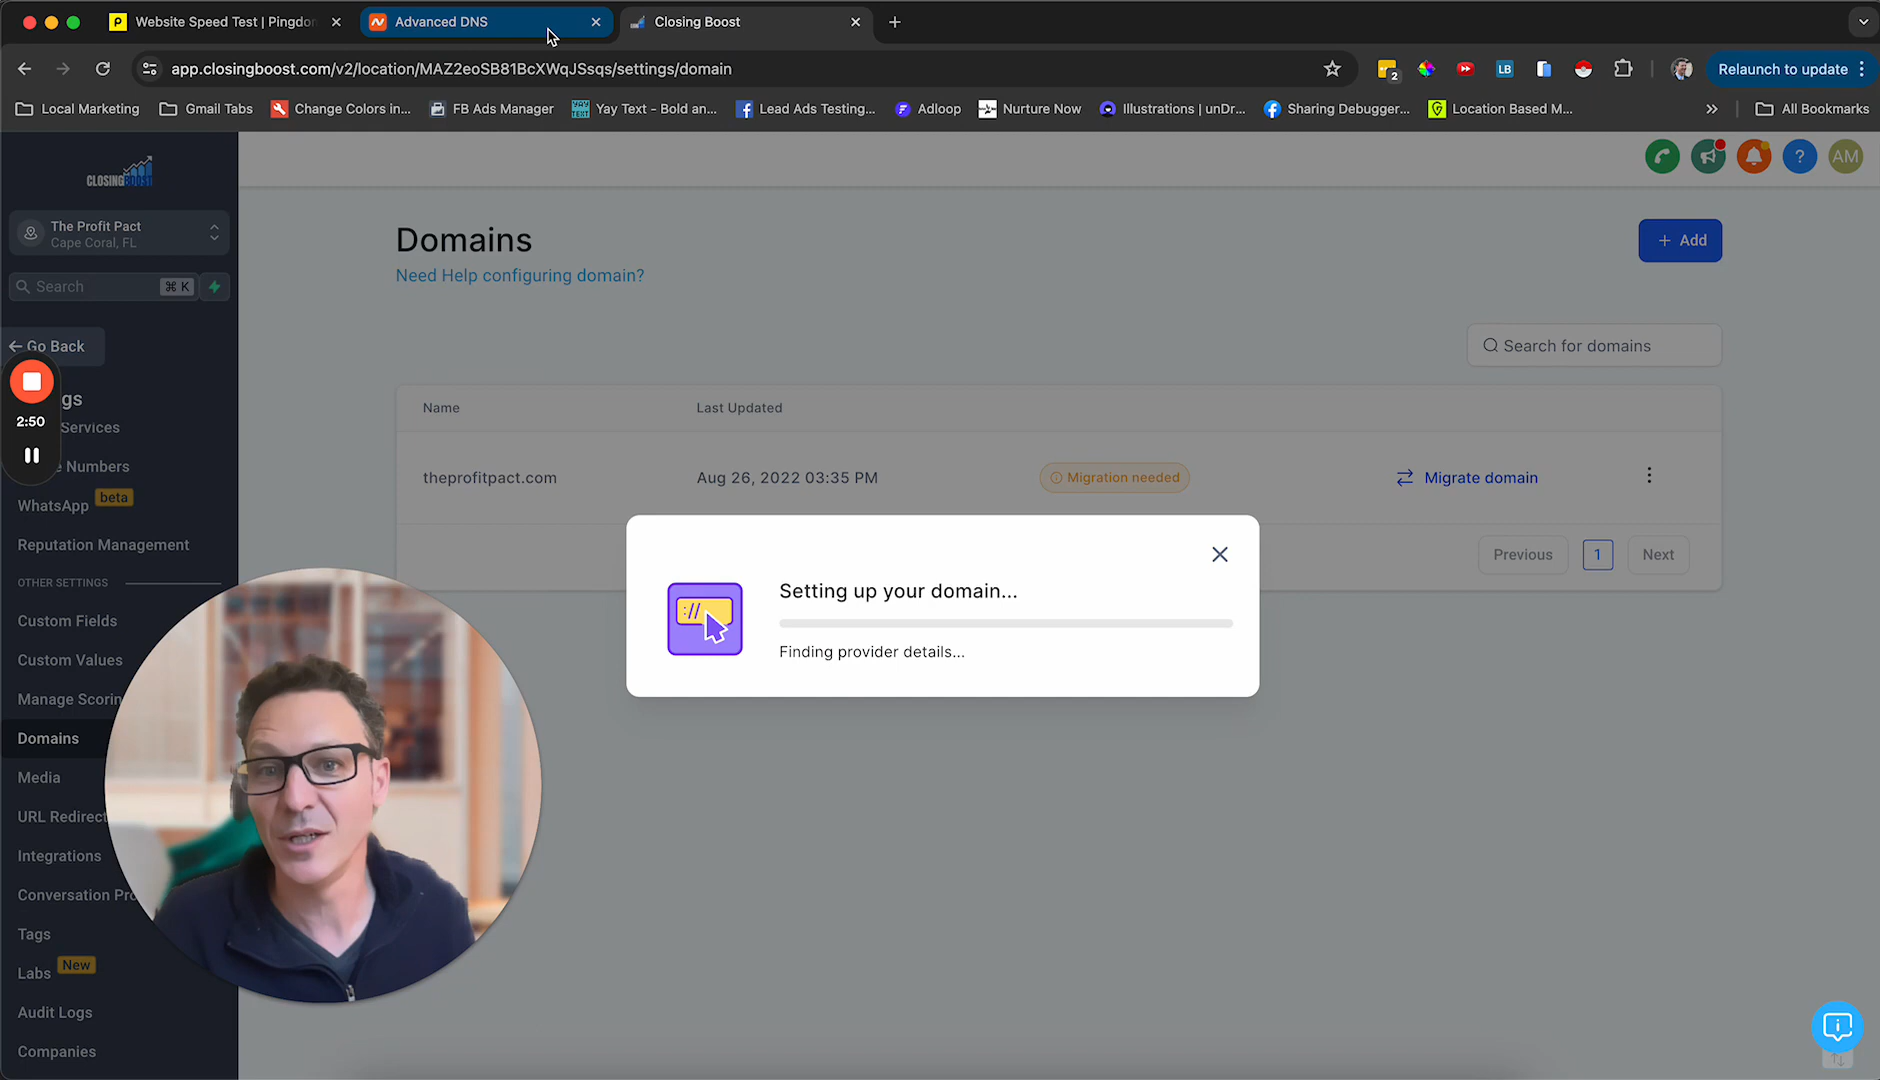 Website Speed Test | Pingdom
Advanced DNS
Closing Boost
app.closingboost.com/v2/location/MAZ2eoSB81BcXWqJSsqs/settings/domain
2
LB
Relaunch to update
Local Marketing
Gmail Tabs
Change Colors in...
FB Ads Manager
YAY TEXT
Yay Text - Bold an...
Lead Ads Testing...
Adloop
Nurture Now
Illustrations | unDr...
Sharing Debugger...
Location Based M...
»
All Bookmarks
CLOSINGBOOST
?
AM
The Profit Pact
Cape Coral, FL
Search
⌘ K
Go Back
Domains
+ Add
Need Help configuring domain?
Search for domains
2:50
gs
Services
Numbers
WhatsApp
beta
Reputation Management
OTHER SETTINGS
Custom Fields
Custom Values
Manage Scorin
Domains
Media
URL Redirect
Integrations
Conversation Pro
Tags
Labs
New
Audit Logs
Companies
Name
Last Updated
theprofitpact.com
Aug 26, 2022 03:35 PM
Migration needed
Migrate domain
Previous
1
Next
://
Setting up your domain...
Finding provider details...